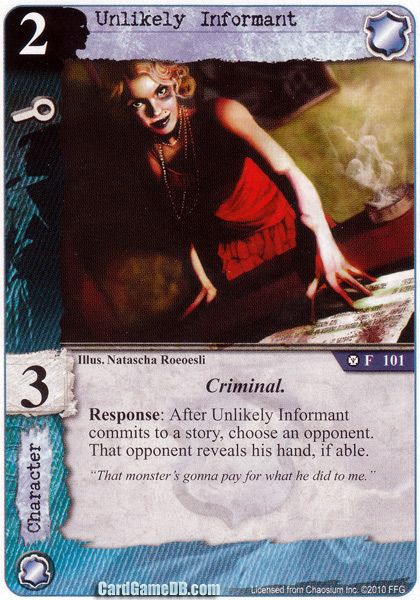 2
Unlikely Informant
Illus. Natascha Roeoesli
F 101
3
Criminal.
Response: After Unlikely Informant
commits to a story, choose an opponent.
That opponent reveals his hand, if able.
"That monster's gonna pay for what he did to me."
Character
CardGameDB.com
Licensed from Chaosium Inc. ©2010 FFG